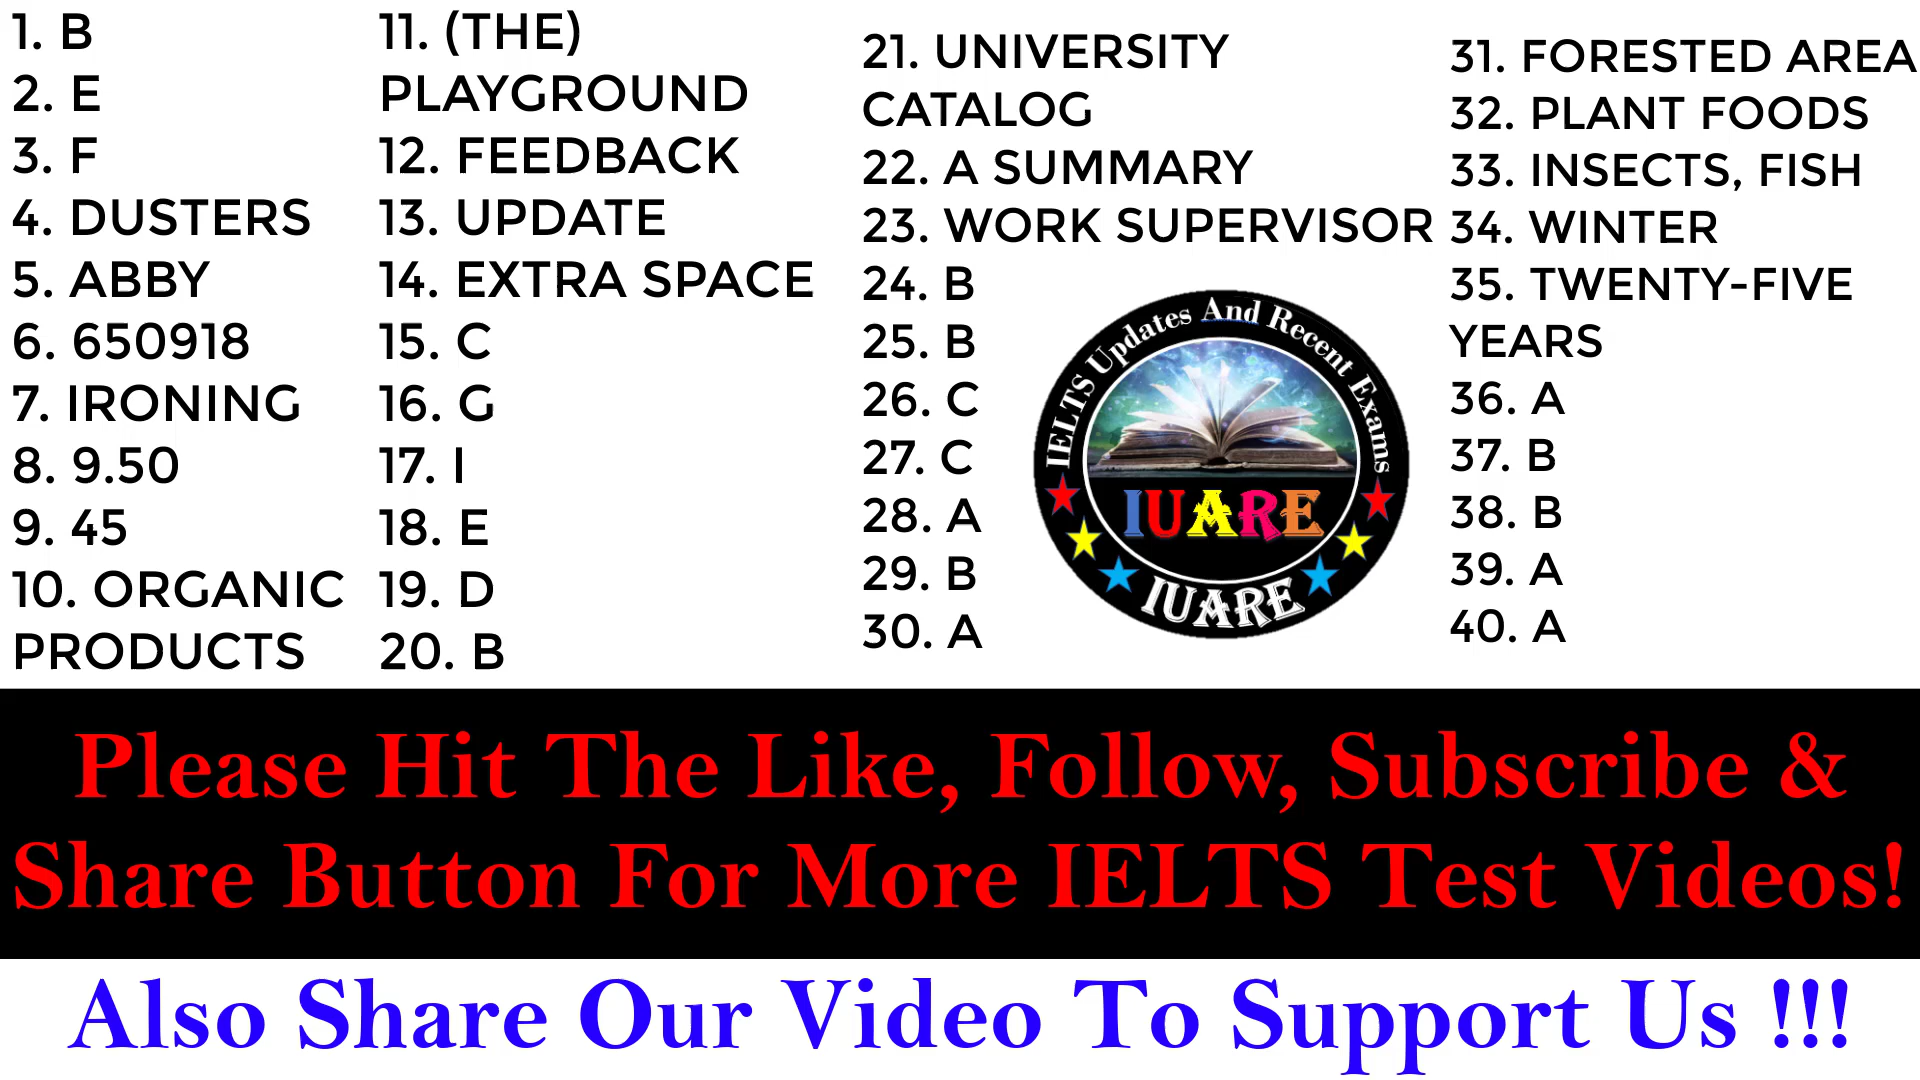 1. B
2. E
3. F
4. DUSTERS
5. ABBY
6. 650918
7. IRONING
8. 9.50
9. 45
10. ORGANIC
PRODUCTS
11. (THE)
PLAYGROUND
12. FEEDBACK
13. UPDATE
14. EXTRA SPACE
15. C
16. G
17. I
18. E
19. D
20. B
21. UNIVERSITY
CATALOG
22. A SUMMARY
23. WORK SUPERVISOR
24. B
25. B
26. C
27. C
28. A
29. B
30. A
IELTS Updates And Recent Exams
IUARE
IUARE
31. FORESTED AREA
32. PLANT FOODS
33. INSECTS, FISH
34. WINTER
35. TWENTY-FIVE
YEARS
36. A
37. B
38. B
39. A
40. A
Please Hit The Like, Follow, Subscribe &
Share Button For More IELTS Test Videos!
Also Share Our Video To Support Us !!!